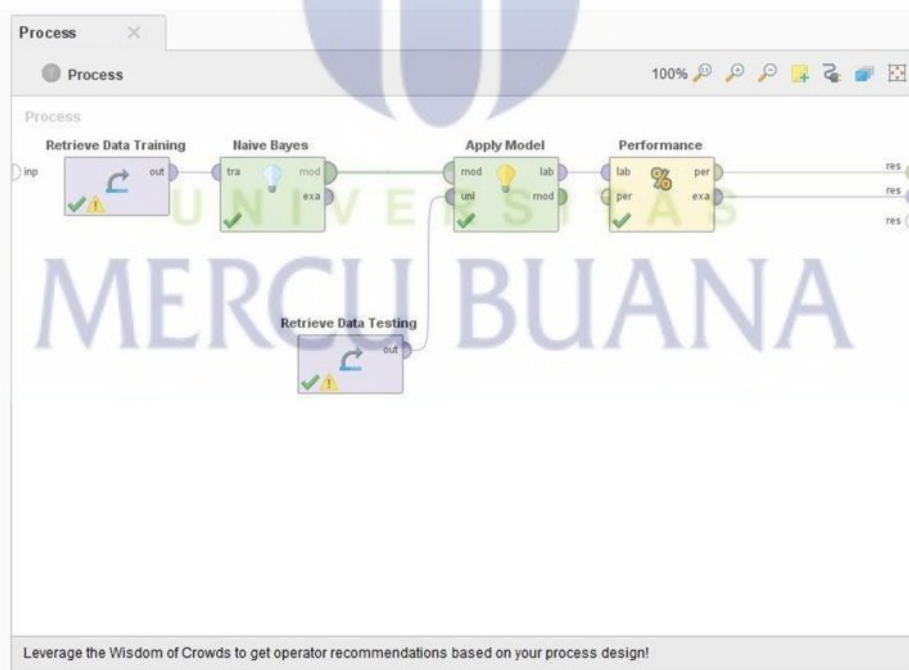 Process
Process
100%
Process
Retrieve Data Training
Naive Bayes
Apply Model
Performance
inp
out
tra
mod
exa
mod
lab
uni
mod
lab
per
per
exa
res
res
res
UNIVERSITAS
MERCU BUANA
Retrieve Data Testing
out
Leverage the Wisdom of Crowds to get operator recommendations based on your process design!